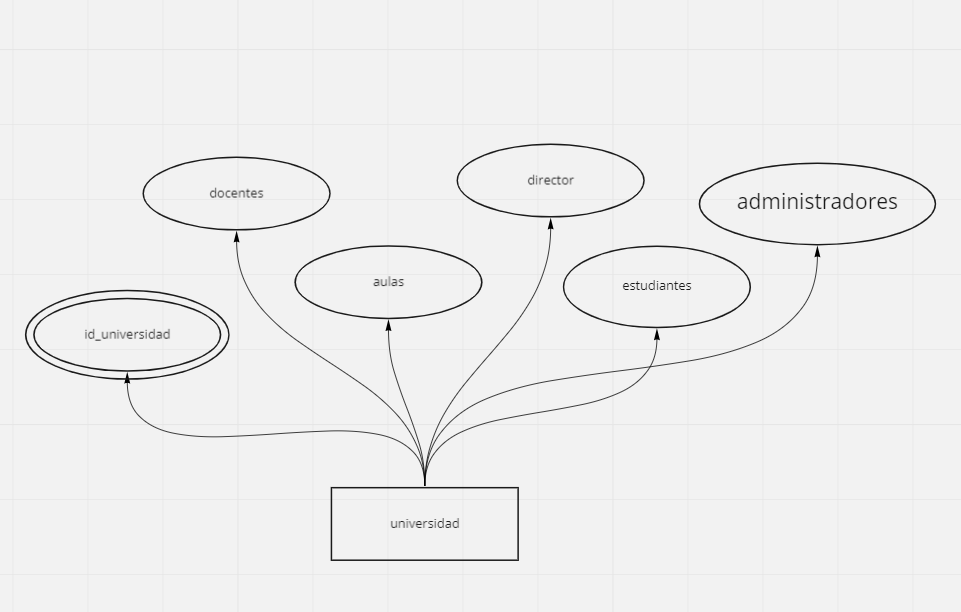 docentes
director
administradores
aulas
estudiantes
id_universidad
universidad